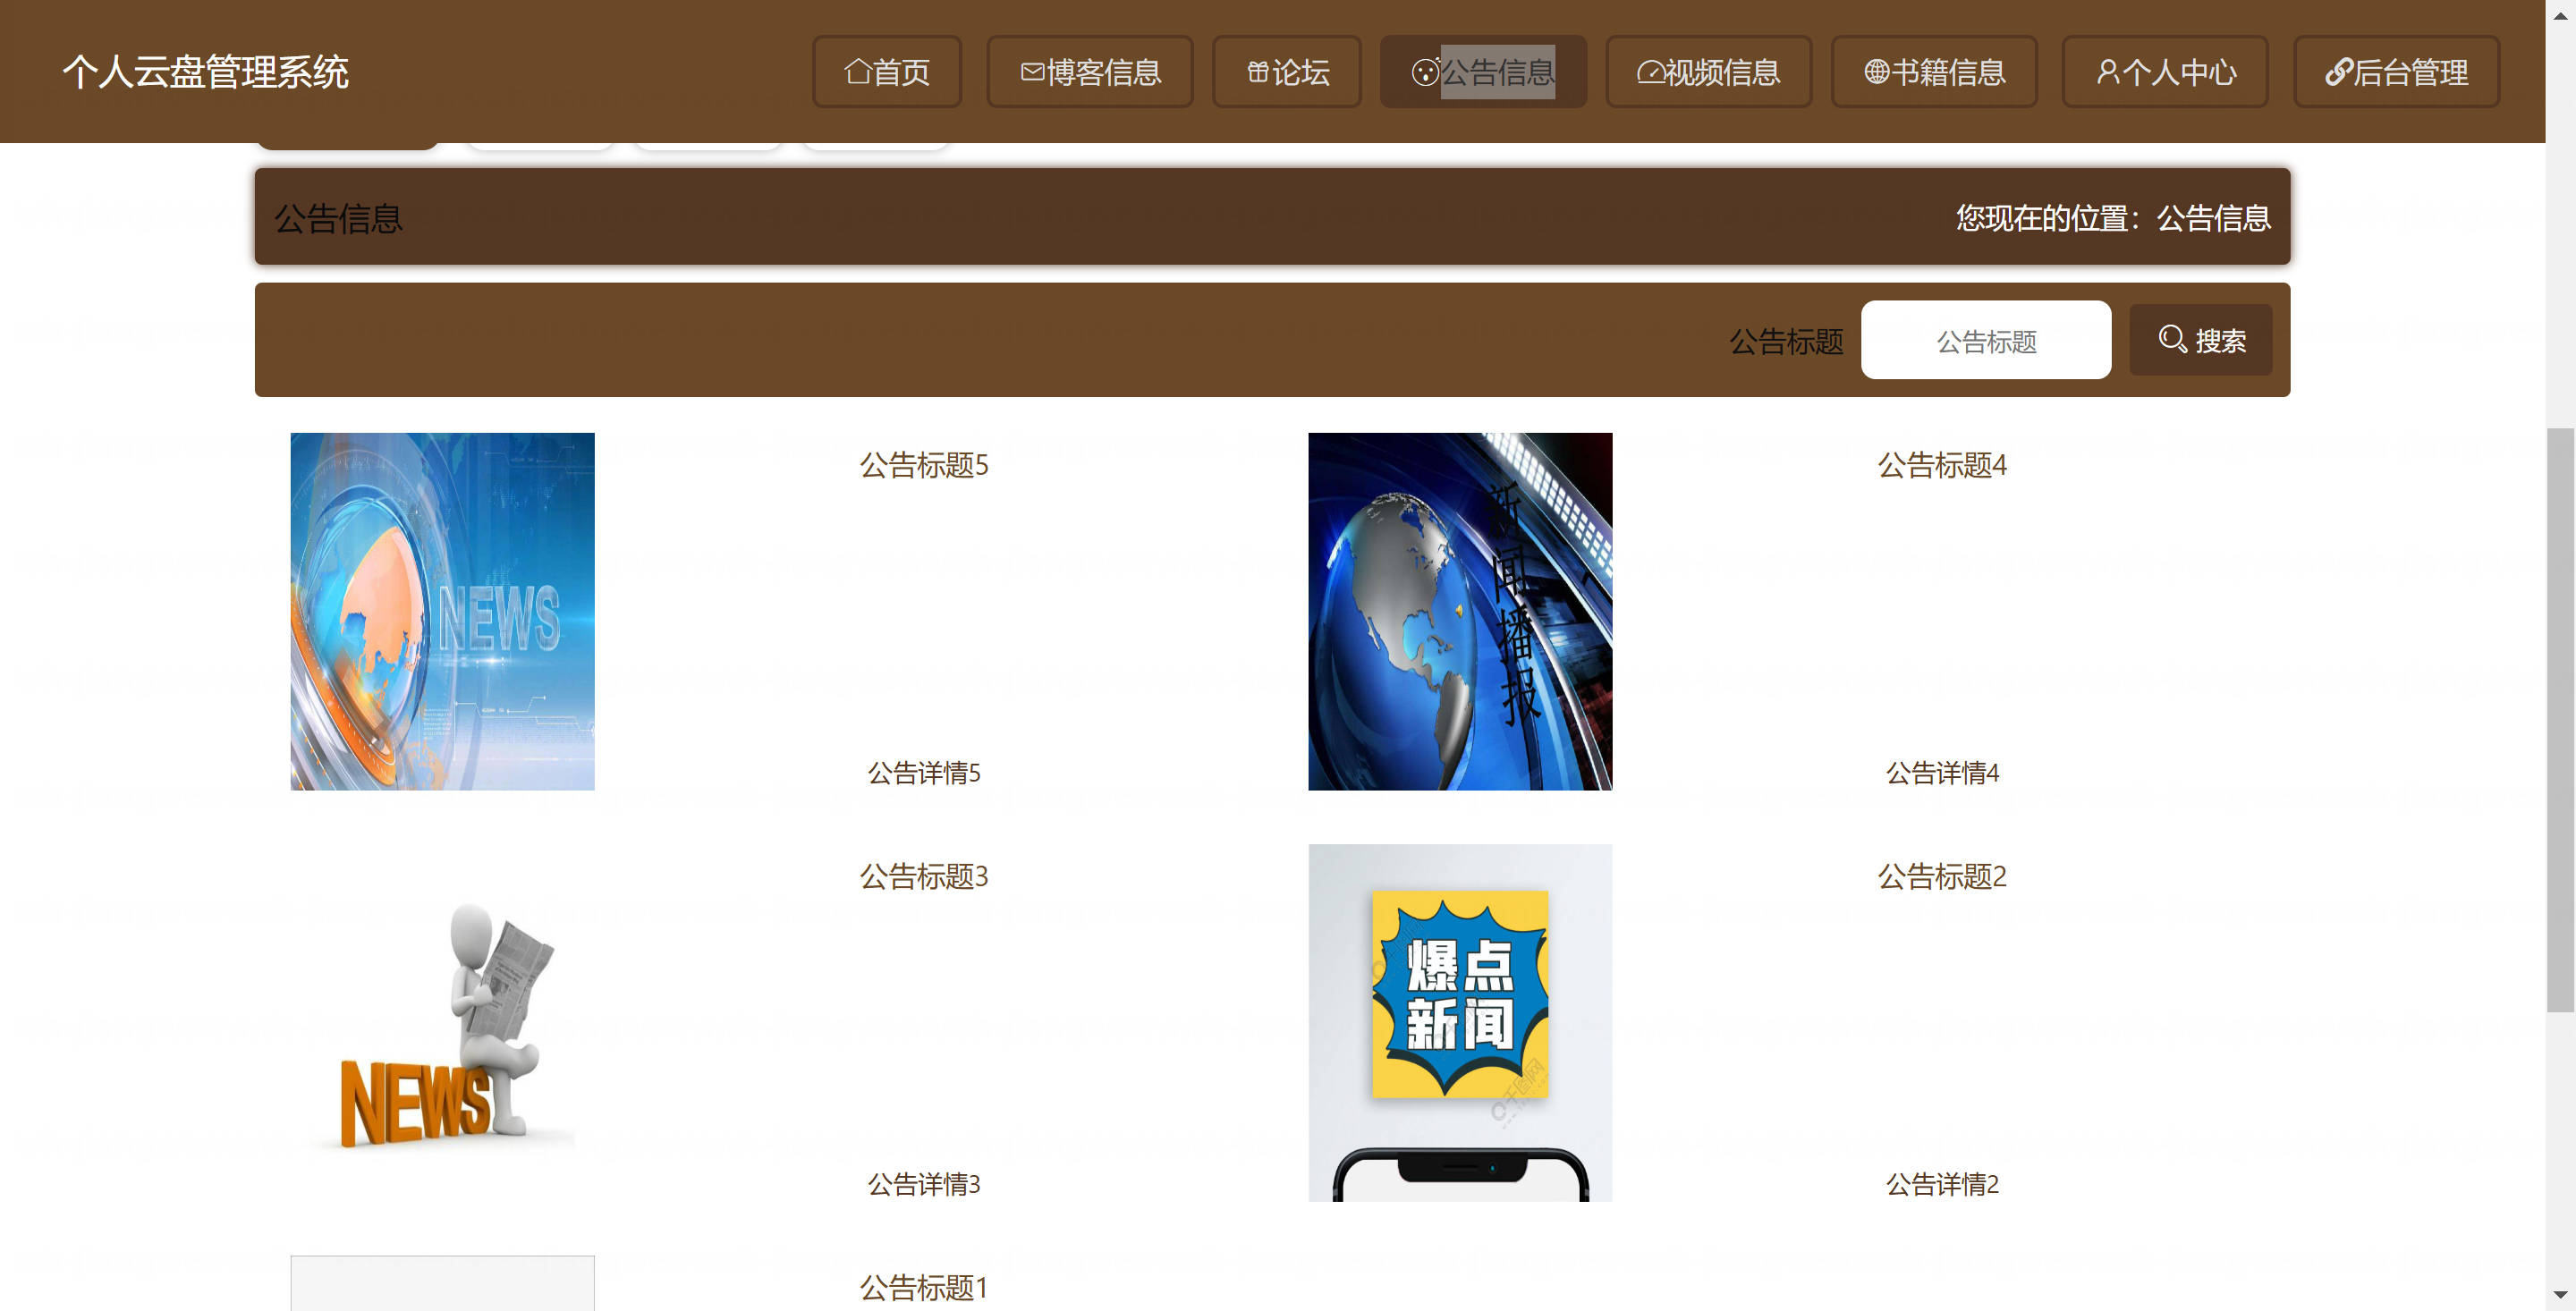 个人云盘管理系统
首页
博客信息
论坛
公告信息
视频信息
书籍信息
个人中心
后台管理
公告信息
您现在的位置：公告信息
公告标题
公告标题
搜索
NEWS
公告标题5
公告详情5
新闻播报
公告标题4
公告详情4
NEWS
公告标题3
公告详情3
爆点
新闻
千图网
公告标题2
公告详情2
公告标题1